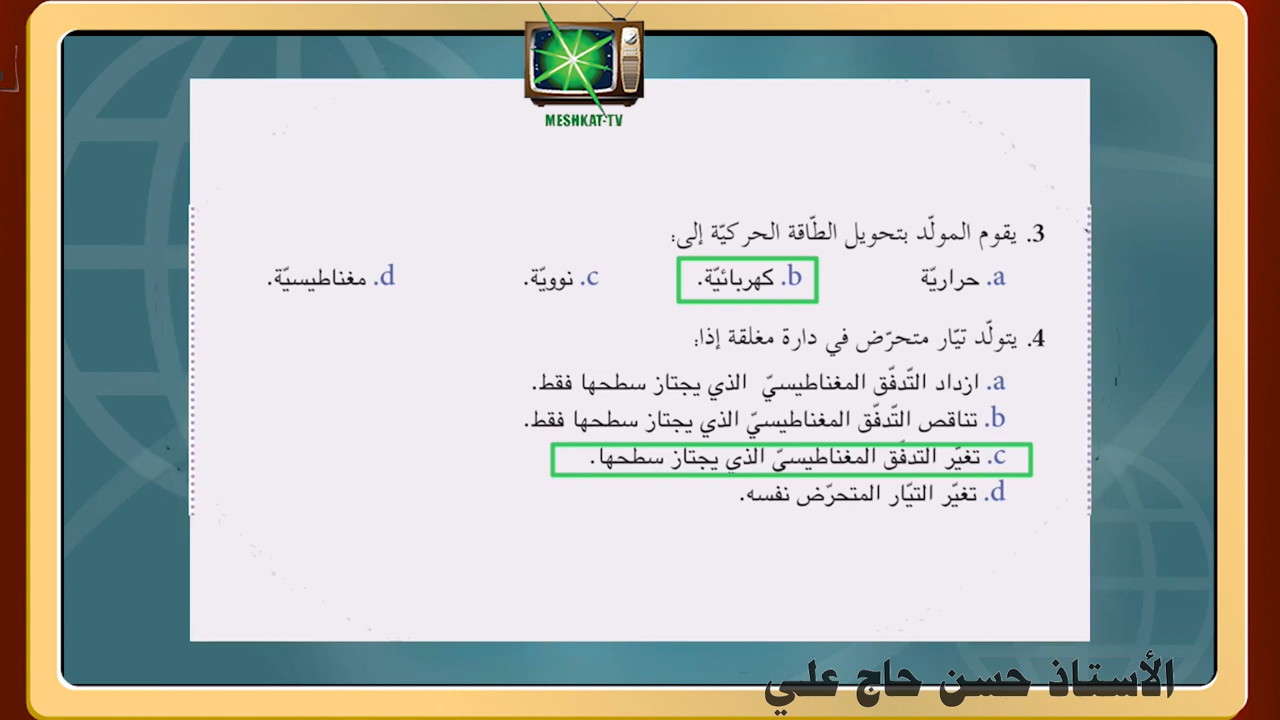 MESHKAT-TV
3. يقوم المولّد بتحويل الطّاقة الحركيّة إلى:
a. حراريّة b. كهربائيّة. c. نوويّة. d. مغناطيسيّة.
4. يتولّد تيّار متحرّض في دارة مغلقة إذا:
a. ازداد التّدفّق المغناطيسيّ الذي يجتاز سطحها فقط.
b. تناقص التّدفّق المغناطيسيّ الذي يجتاز سطحها فقط.
c. تغيّر التدفّق المغناطيسيّ الذي يجتاز سطحها.
d. تغيّر التيّار المتحرّض نفسه.
الأستاذ حسن حاج علي